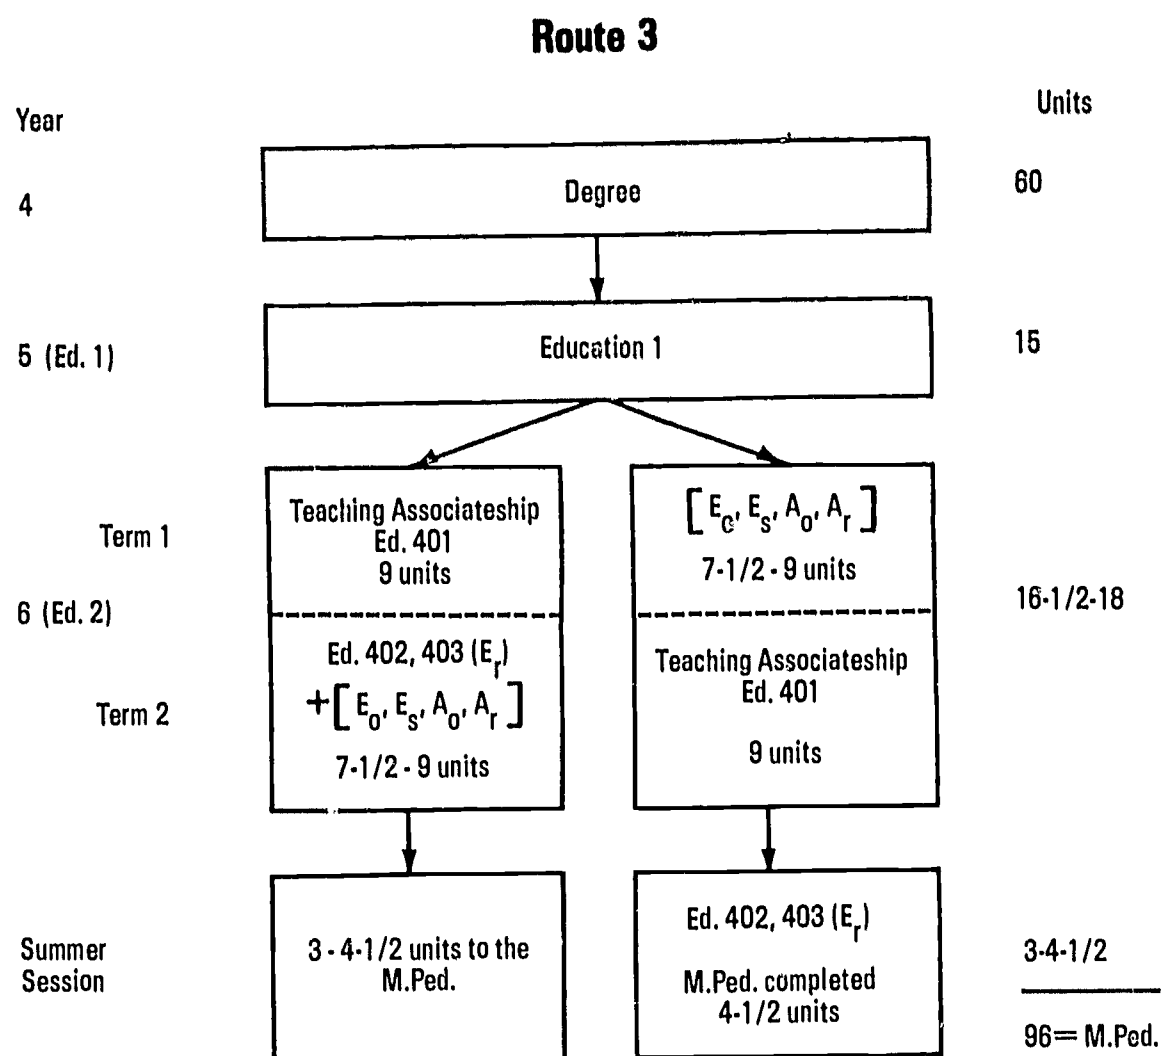 Route 3
Year
Units
4
Degree
60
5 (Ed. 1)
Education 1
15
Term 1
6 (Ed. 2)
Term 2
Teaching Associateship
Ed. 401
9 units
Ed. 402, 403 (E_r)
+[E_o, E_s, A_o, A_r]
7-1/2 - 9 units
[E_o, E_s, A_o, A_r]
7-1/2 - 9 units
Teaching Associateship
Ed. 401
9 units
16-1/2-18
Summer
Session
3 - 4-1/2 units to the
M.Ped.
Ed. 402, 403 (E_r)
M.Ped. completed
4-1/2 units
3-4-1/2
96= M.Ped.